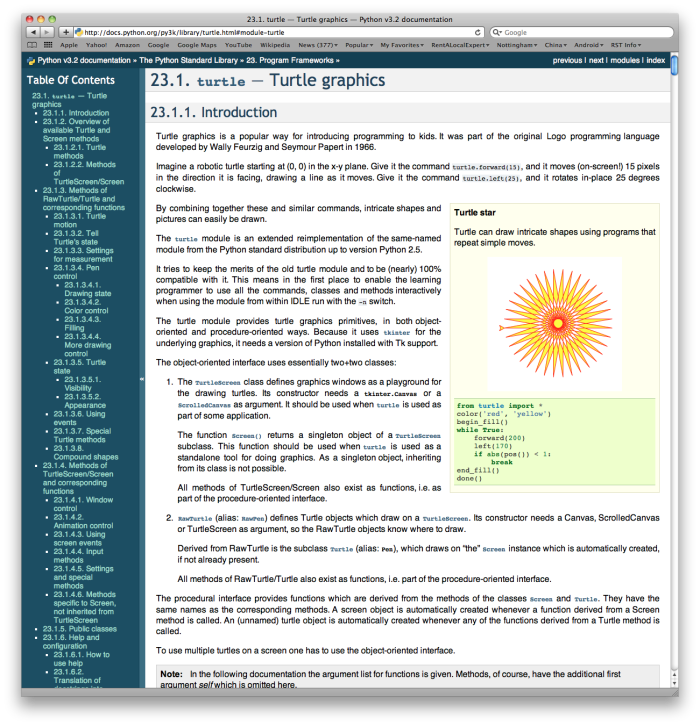 23.1. turtle — Turtle graphics — Python v3.2 documentation
http://docs.python.org/py3k/library/turtle.html#module-turtle
Google
Apple Yahoo! Amazon Google Google Maps YouTube Wikipedia News (377) Popular My Favorites RentALocalExpert Nottingham China Android RST Info
Python v3.2 documentation » The Python Standard Library » 23. Program Frameworks »
previous | next | modules | index
Table Of Contents
23.1. turtle — Turtle
graphics
23.1.1. Introduction
23.1.2. Overview of
available Turtle and
Screen methods
23.1.2.1. Turtle
methods
23.1.2.2. Methods
of
TurtleScreen/Screen
23.1.3. Methods of
RawTurtle/Turtle and
corresponding functions
23.1.3.1. Turtle
motion
23.1.3.2. Tell
Turtle's state
23.1.3.3. Settings
for measurement
23.1.3.4. Pen
control
23.1.3.4.1.
Drawing state
23.1.3.4.2.
Color control
23.1.3.4.3.
Filling
23.1.3.4.4.
More drawing
control
23.1.3.5. Turtle
state
23.1.3.5.1.
Visibility
23.1.3.5.2.
Appearance
23.1.3.6. Using
events
23.1.3.7. Special
Turtle methods
23.1.3.8.
Compound shapes
23.1.4. Methods of
TurtleScreen/Screen
and corresponding
functions
23.1.4.1. Window
control
23.1.4.2.
Animation control
23.1.4.3. Using
screen events
23.1.4.4. Input
methods
23.1.4.5. Settings
and special
methods
23.1.4.6. Methods
specific to Screen,
not inherited from
TurtleScreen
23.1.5. Public classes
23.1.6. Help and
configuration
23.1.6.1. How to
use help
23.1.6.2.
Translation of
«
23.1. turtle — Turtle graphics
23.1.1. Introduction
Turtle graphics is a popular way for introducing programming to kids. It was part of the original Logo programming language
developed by Wally Feurzig and Seymour Papert in 1966.
Imagine a robotic turtle starting at (0, 0) in the x-y plane. Give it the command turtle.forward(15), and it moves (on-screen!) 15 pixels
in the direction it is facing, drawing a line as it moves. Give it the command turtle.left(25), and it rotates in-place 25 degrees
clockwise.
By combining together these and similar commands, intricate shapes and
pictures can easily be drawn.
The turtle module is an extended reimplementation of the same-named
module from the Python standard distribution up to version Python 2.5.
It tries to keep the merits of the old turtle module and to be (nearly) 100%
compatible with it. This means in the first place to enable the learning
programmer to use all the commands, classes and methods interactively
when using the module from within IDLE run with the -n switch.
The turtle module provides turtle graphics primitives, in both object-
oriented and procedure-oriented ways. Because it uses tkinter for the
underlying graphics, it needs a version of Python installed with Tk support.
The object-oriented interface uses essentially two+two classes:
1. The TurtleScreen class defines graphics windows as a playground for
the drawing turtles. Its constructor needs a tkinter.Canvas or a
ScrolledCanvas as argument. It should be used when turtle is used as
part of some application.
The function Screen() returns a singleton object of a TurtleScreen
subclass. This function should be used when turtle is used as a
standalone tool for doing graphics. As a singleton object, inheriting
from its class is not possible.
All methods of TurtleScreen/Screen also exist as functions, i.e. as
part of the procedure-oriented interface.
Turtle star
Turtle can draw intricate shapes using programs that
repeat simple moves.
from turtle import *
color('red', 'yellow')
begin_fill()
while True:
forward(200)
left(170)
if abs(pos()) < 1:
break
end_fill()
done()
2. RawTurtle (alias: RawPen) defines Turtle objects which draw on a TurtleScreen. Its constructor needs a Canvas, ScrolledCanvas
or TurtleScreen as argument, so the RawTurtle objects know where to draw.
Derived from RawTurtle is the subclass Turtle (alias: Pen), which draws on "the" Screen instance which is automatically created,
if not already present.
All methods of RawTurtle/Turtle also exist as functions, i.e. part of the procedure-oriented interface.
The procedural interface provides functions which are derived from the methods of the classes Screen and Turtle. They have the
same names as the corresponding methods. A screen object is automatically created whenever a function derived from a Screen
method is called. An (unnamed) turtle object is automatically created whenever any of the functions derived from a Turtle method is
called.
To use multiple turtles on a screen one has to use the object-oriented interface.
Note: In the following documentation the argument list for functions is given. Methods, of course, have the additional first
argument self which is omitted here.